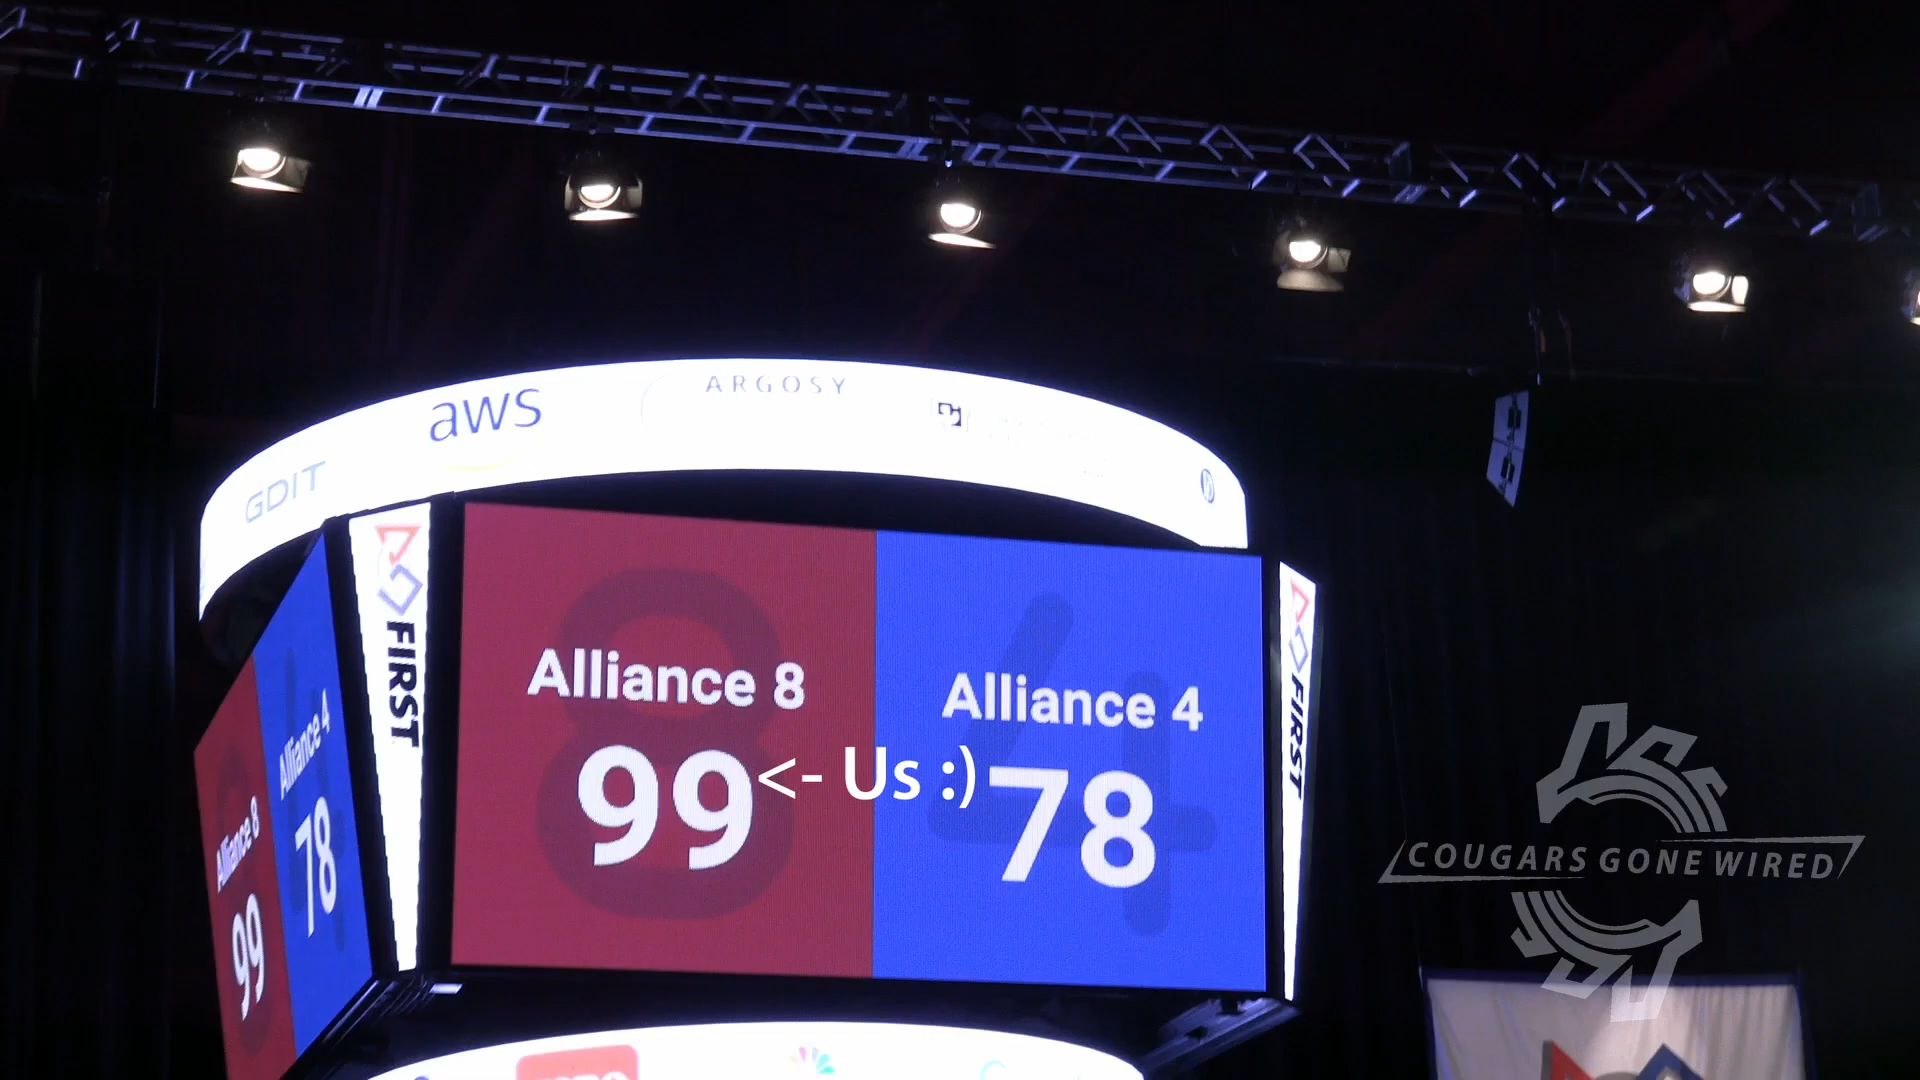 ARGOSY
aws
GDIT
FIRST
Alliance 8
99
<- Us :)
Alliance 4
78
FIRST
Alliance 8
99
Alliance 4
78
COUGARS GONE WIRED